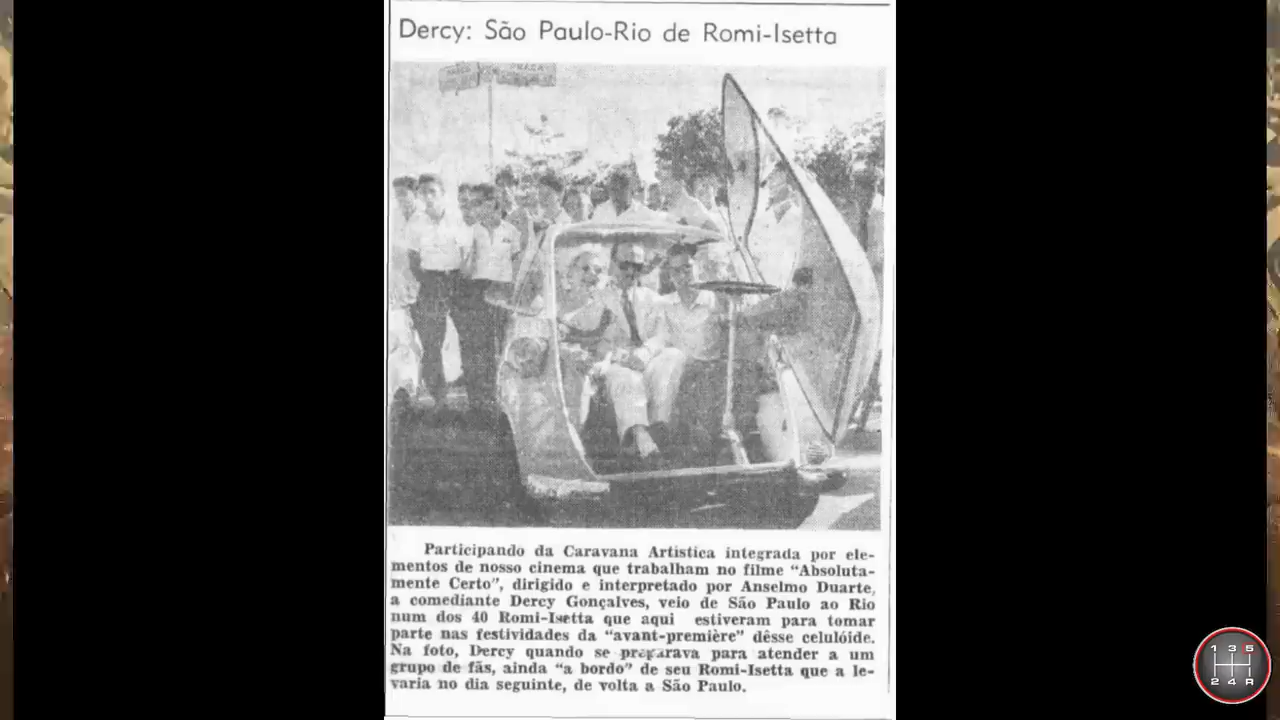 Dercy: São Paulo-Rio de Romi-Isetta
Participando da Caravana Artistica integrada por ele-
mentos de nosso cinema que trabalham no filme "Absoluta-
mente Certo", dirigido e interpretado por Anselmo Duarte,
a comediante Dercy Gonçalves, veio de São Paulo ao Rio
num dos 40 Romi-Isetta que aqui estiveram para tomar
parte nas festividades da "avant-première" dêsse celulóide.
Na foto, Dercy quando se preparava para atender a um
grupo de fãs, ainda "a bordo" de seu Romi-Isetta que a le-
varia no dia seguinte, de volta a São Paulo.
1 3 5
2 4 R